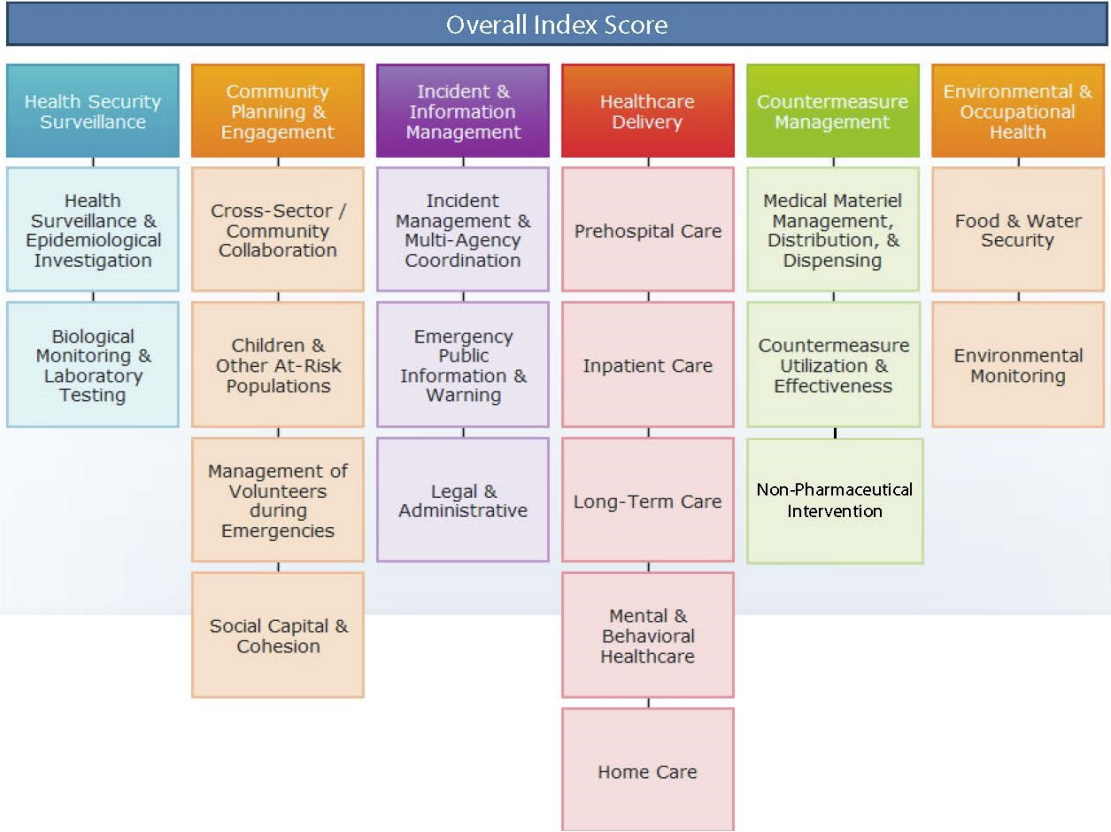 Overall Index Score
Health Security
Surveillance
Health
Surveillance &
Epidemiological
Investigation
Biological
Monitoring &
Laboratory
Testing
Community
Planning &
Engagement
Cross-Sector /
Community
Collaboration
Children &
Other At-Risk
Populations
Management of
Volunteers
during
Emergencies
Social Capital &
Cohesion
Incident &
Information
Management
Incident
Management &
Multi-Agency
Coordination
Emergency
Public
Information &
Warning
Legal &
Administrative
Healthcare
Delivery
Prehospital Care
Inpatient Care
Long-Term Care
Mental &
Behavioral
Healthcare
Home Care
Countermeasure
Management
Medical Materiel
Management,
Distribution, &
Dispensing
Countermeasure
Utilization &
Effectiveness
Non-Pharmaceutical
Intervention
Environmental &
Occupational
Health
Food & Water
Security
Environmental
Monitoring